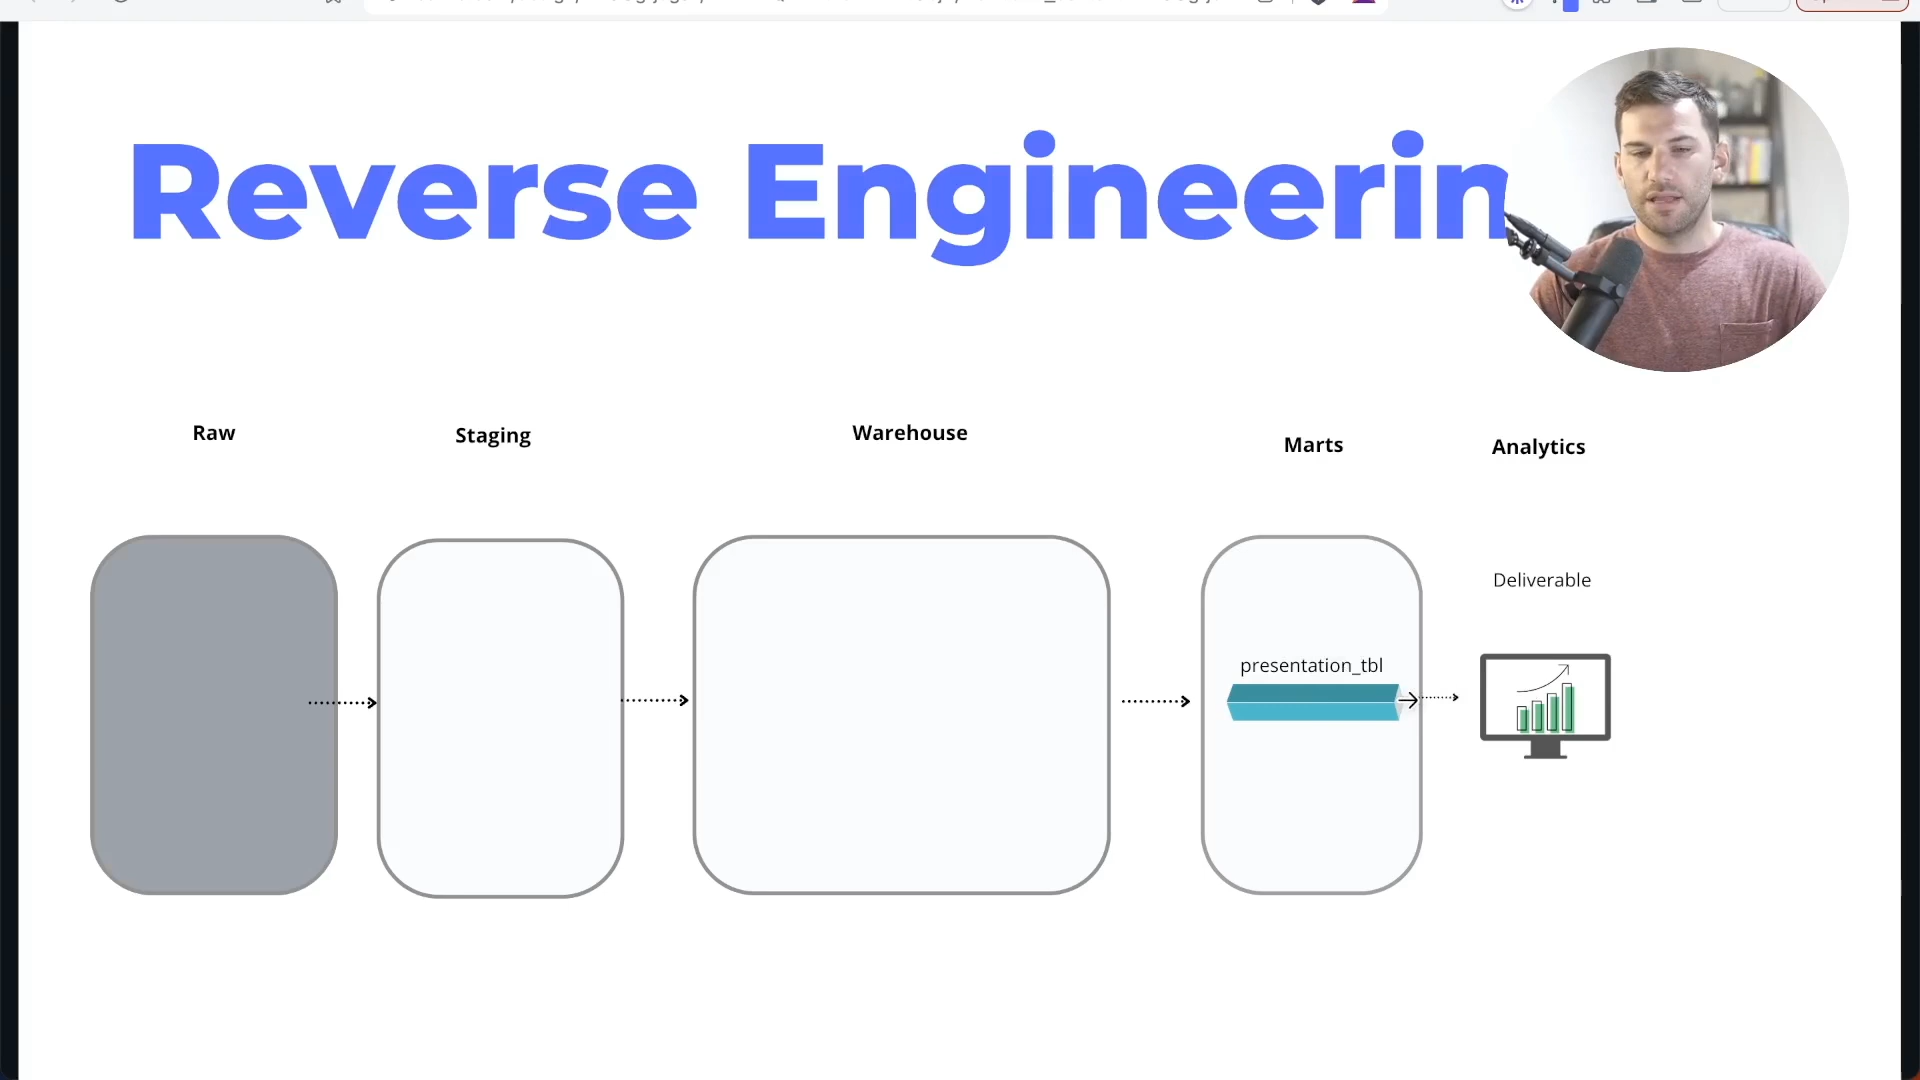 Reverse Engineerin
Raw
Staging
Warehouse
Marts
Analytics
Deliverable
presentation_tbl